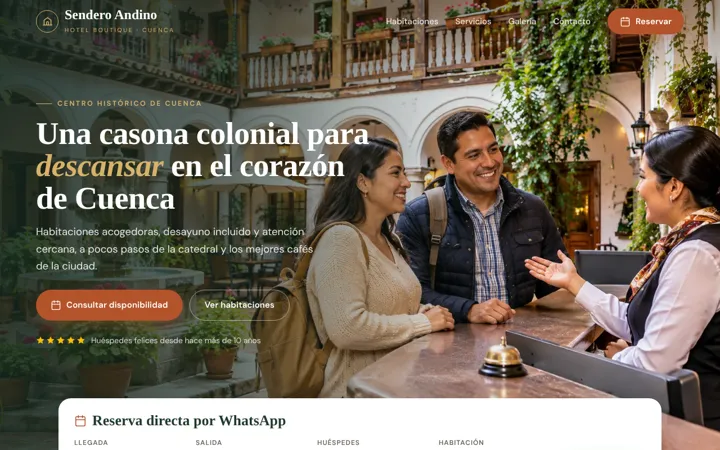 Sendero Andino
HOTEL BOUTIQUE · CUENCA
Habitaciones
Servicios
Galería
Contacto
Reservar
CENTRO HISTÓRICO DE CUENCA
Una casona colonial para
descansar en el corazón
de Cuenca
Habitaciones acogedoras, desayuno incluido y atención
cercana, a pocos pasos de la catedral y los mejores cafés
de la ciudad.
Consultar disponibilidad
Ver habitaciones
Huéspedes felices desde hace más de 10 años
Reserva directa por WhatsApp
LLEGADA
SALIDA
HUÉSPEDES
HABITACIÓN